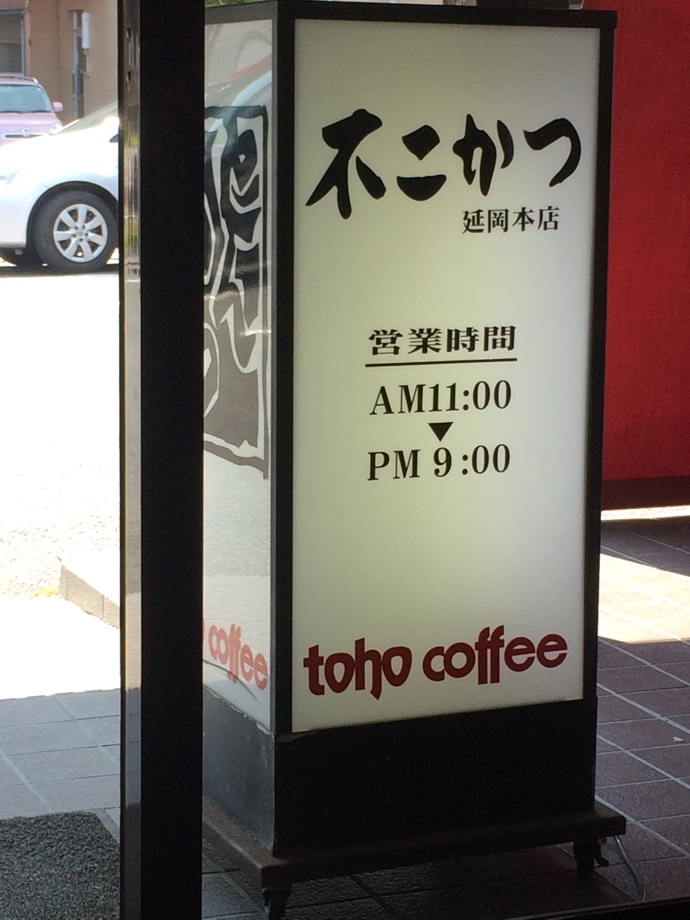 不二かつ
延岡本店
営業時間
AM11:00
▼
PM 9:00
toho coffee
coffee